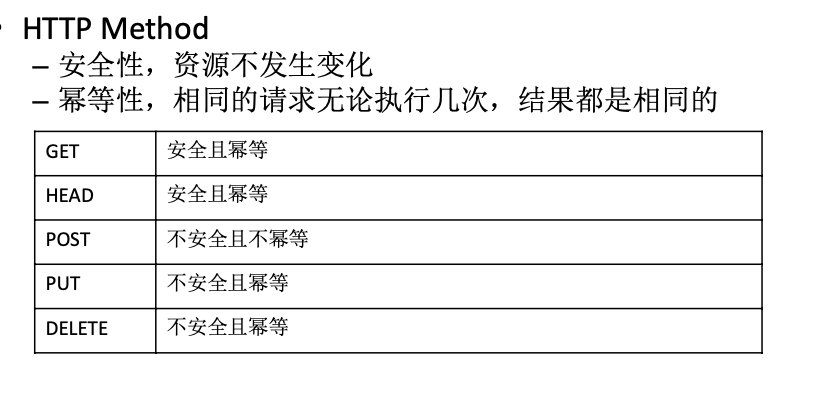 • HTTP Method
– 安全性，资源不发生变化
– 幂等性，相同的请求无论执行几次，结果都是相同的
GET 安全且幂等
HEAD 安全且幂等
POST 不安全且不幂等
PUT 不安全且幂等
DELETE 不安全且幂等